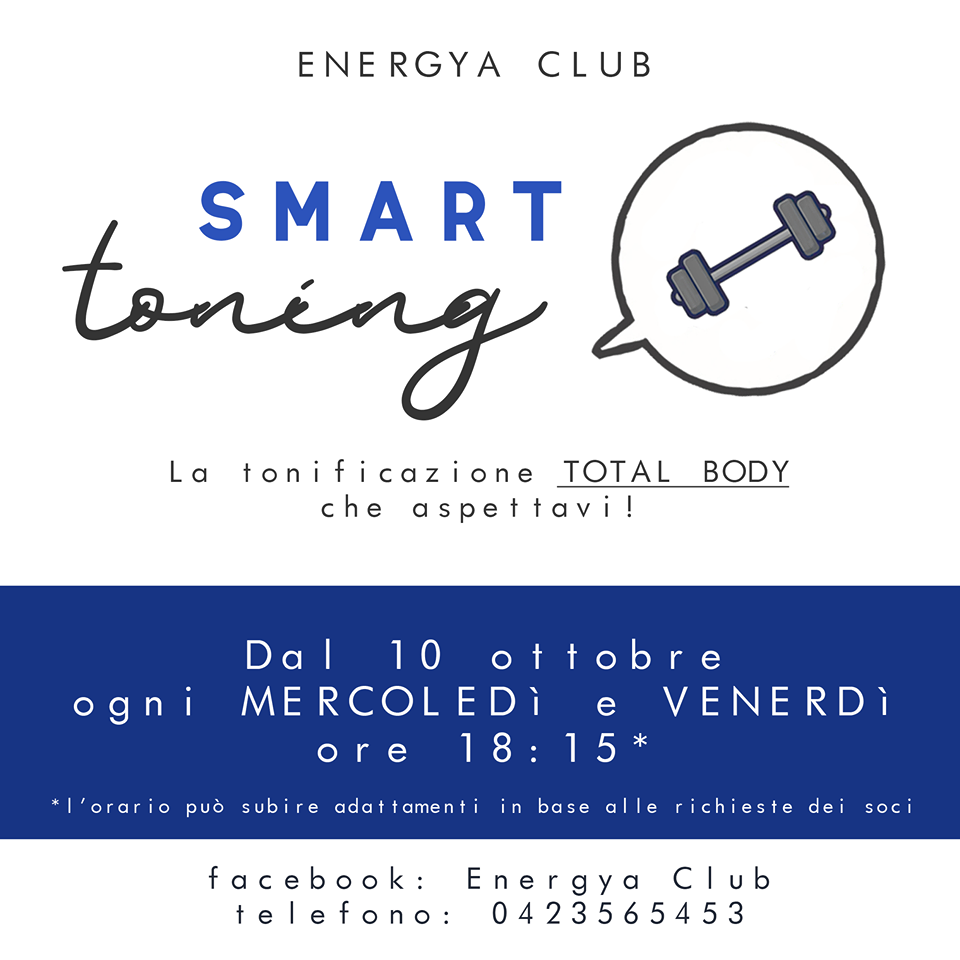 ENERGYA CLUB
SMART
toning
La tonificazione TOTAL BODY
che aspettavi!
Dal 10 ottobre
ogni MERCOLEDì e VENERDì
ore 18:15*
*l'orario può subire adattamenti in base alle richieste dei soci
facebook: Energya Club
telefono: 0423565453